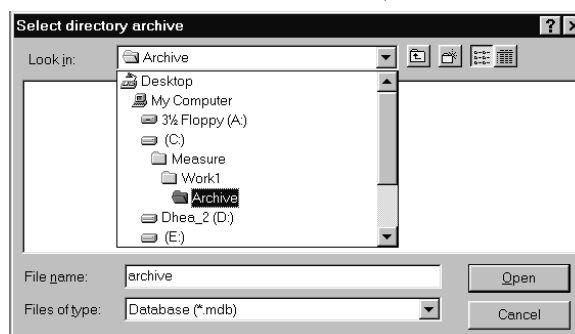 Select directory archive
Look in: Archive
Desktop
My Computer
3½ Floppy (A:)
(C:)
Measure
Work1
Archive
Dhea_2 (D:)
(E:)
File name: archive Open
Files of type: Database (*.mdb) Cancel